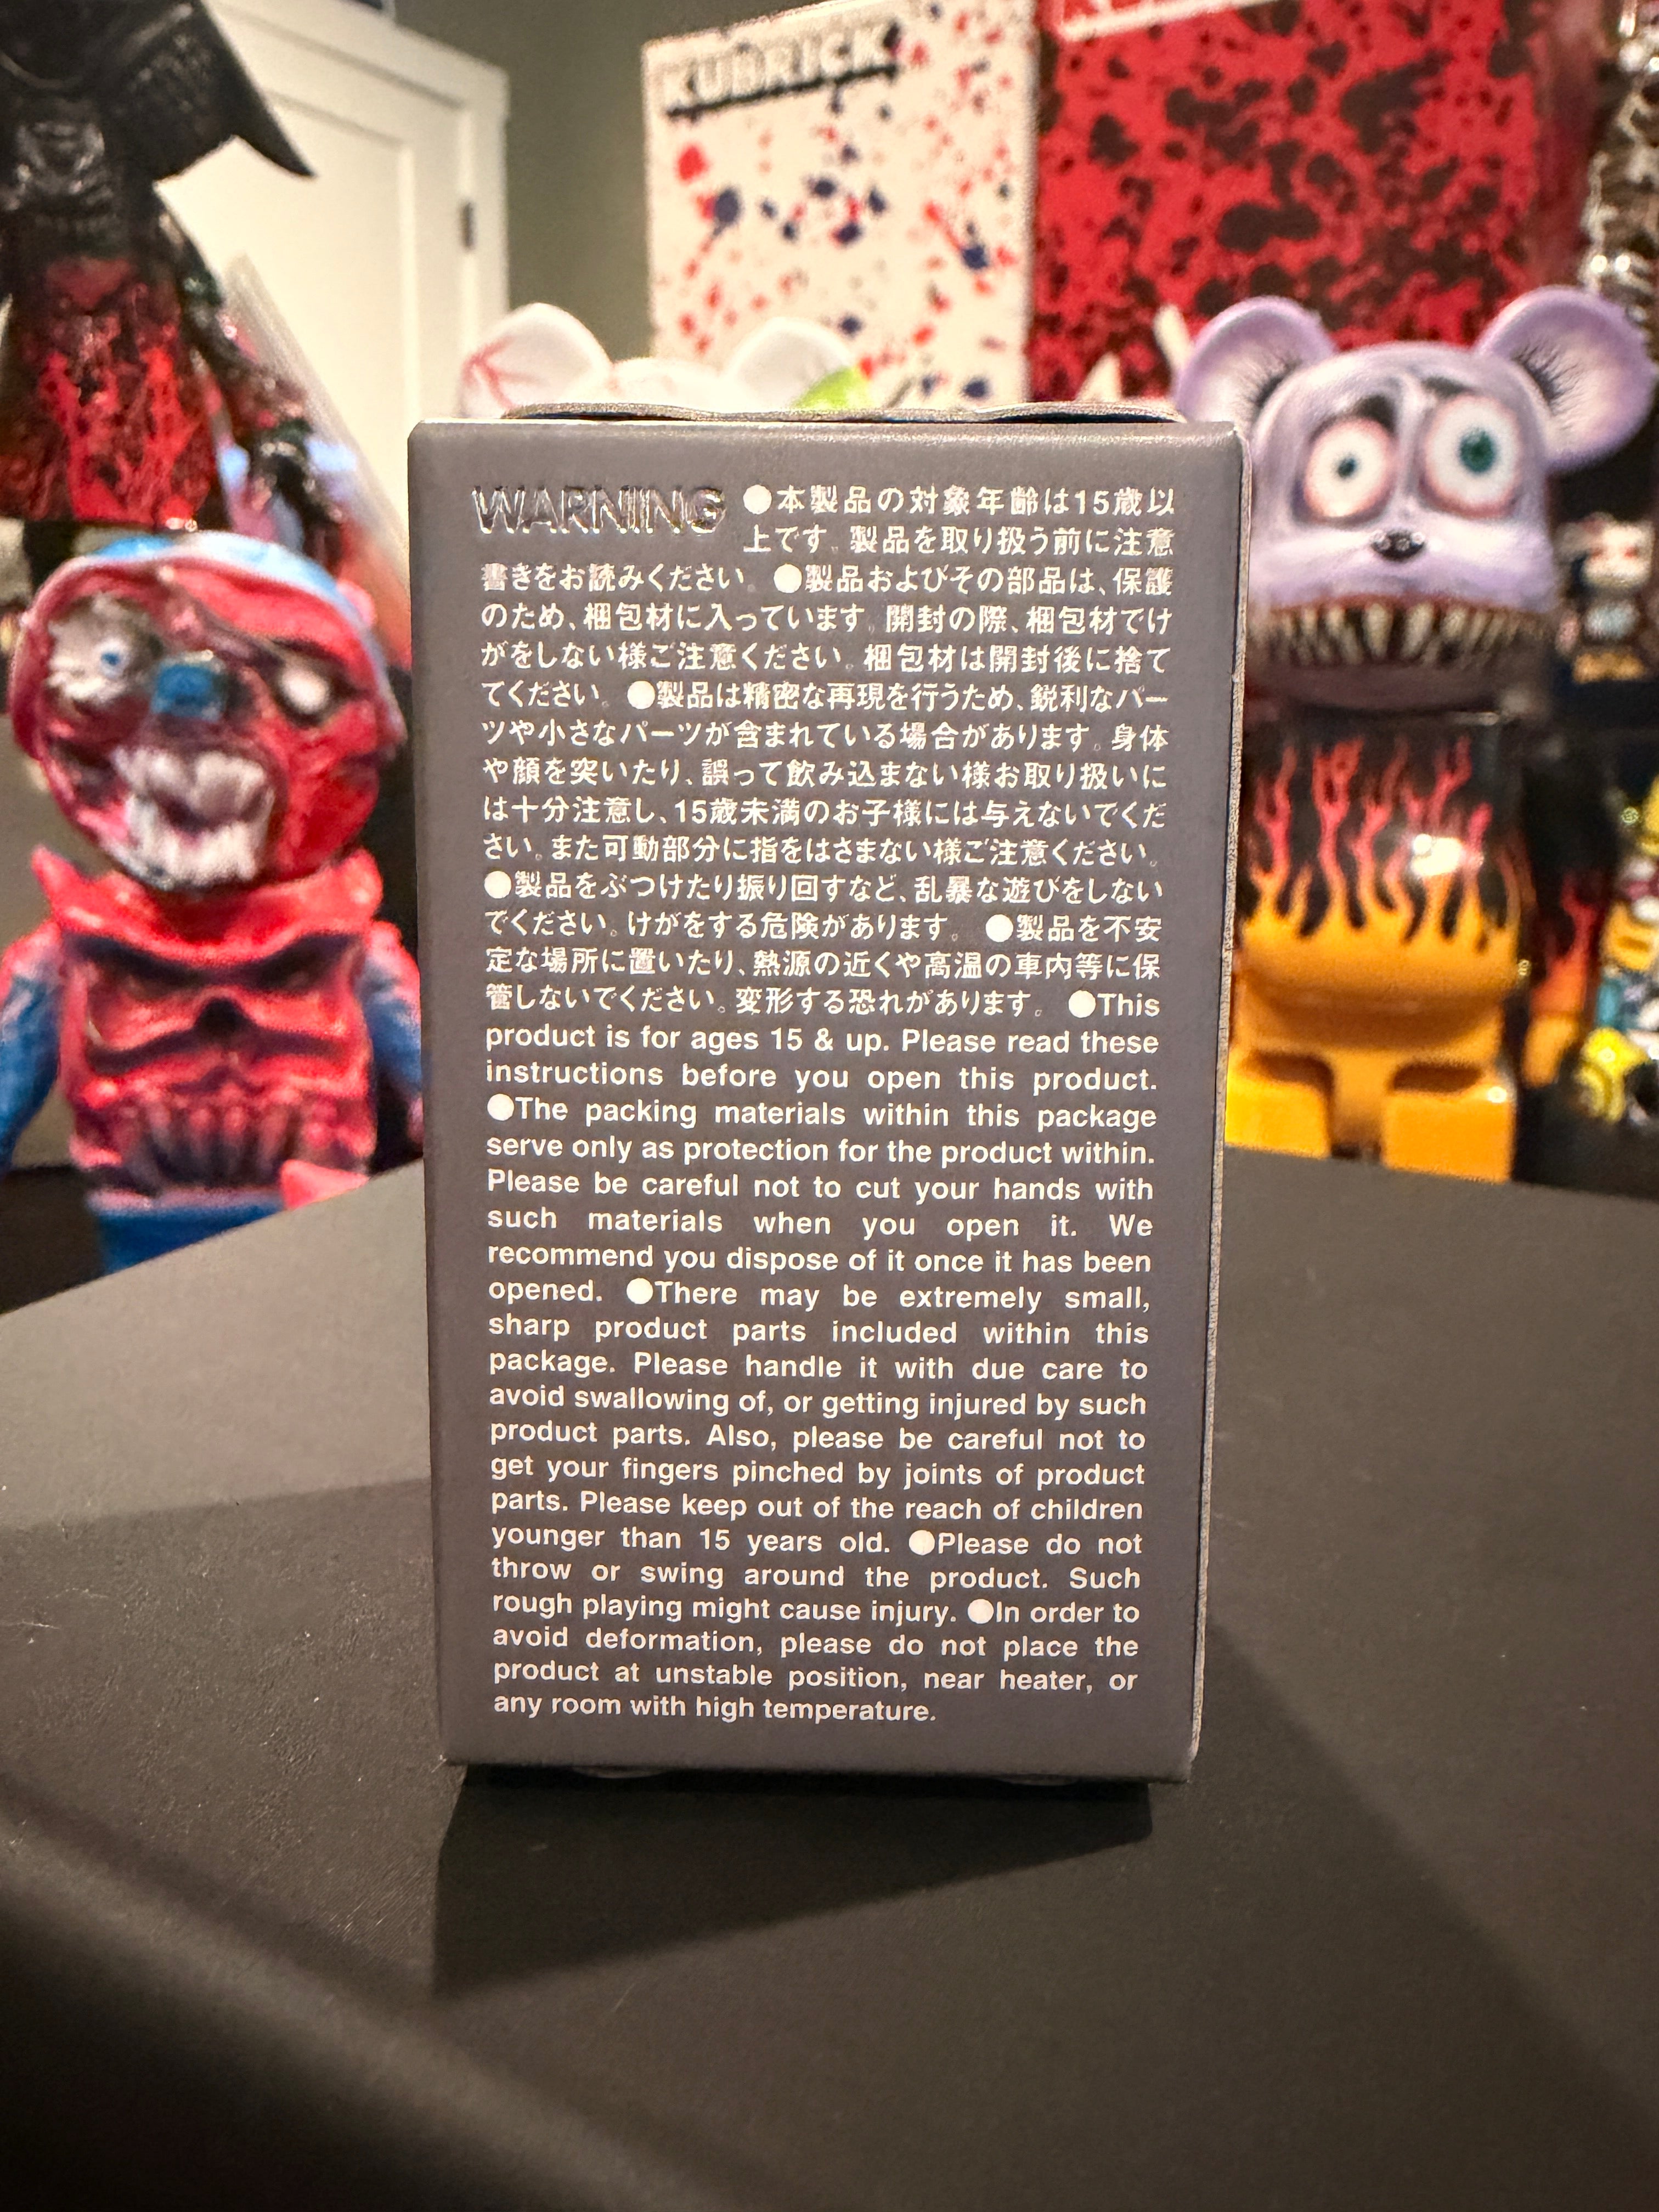 KUBRICK
WARNING ●本製品の対象年齢は15歳以
上です。製品を取り扱う前に注意
書きをお読みください。●製品およびその部品は、保護
のため、梱包材に入っています。開封の際、梱包材でけ
がをしない様ご注意ください。梱包材は開封後に捨て
てください。●製品は精密な再現を行うため、鋭利なパー
ツや小さなパーツが含まれている場合があります。身体
や顔を突いたり、誤って飲み込まない様お取り扱いに
は十分注意し、15歳未満のお子様には与えないでくだ
さい。また可動部分に指をはさまない様ご注意ください。
●製品をぶつけたり振り回すなど、乱暴な遊びをしない
でください。けがをする危険があります。●製品を不安
定な場所に置いたり、熱源の近くや高温の車内等に保
管しないでください。変形する恐れがあります。●This
product is for ages 15 & up. Please read these
instructions before you open this product.
●The packing materials within this package
serve only as protection for the product within.
Please be careful not to cut your hands with
such materials when you open it. We
recommend you dispose of it once it has been
opened. ●There may be extremely small,
sharp product parts included within this
package. Please handle it with due care to
avoid swallowing of, or getting injured by such
product parts. Also, please be careful not to
get your fingers pinched by joints of product
parts. Please keep out of the reach of children
younger than 15 years old. ●Please do not
throw or swing around the product. Such
rough playing might cause injury. ●In order to
avoid deformation, please do not place the
product at unstable position, near heater, or
any room with high temperature.